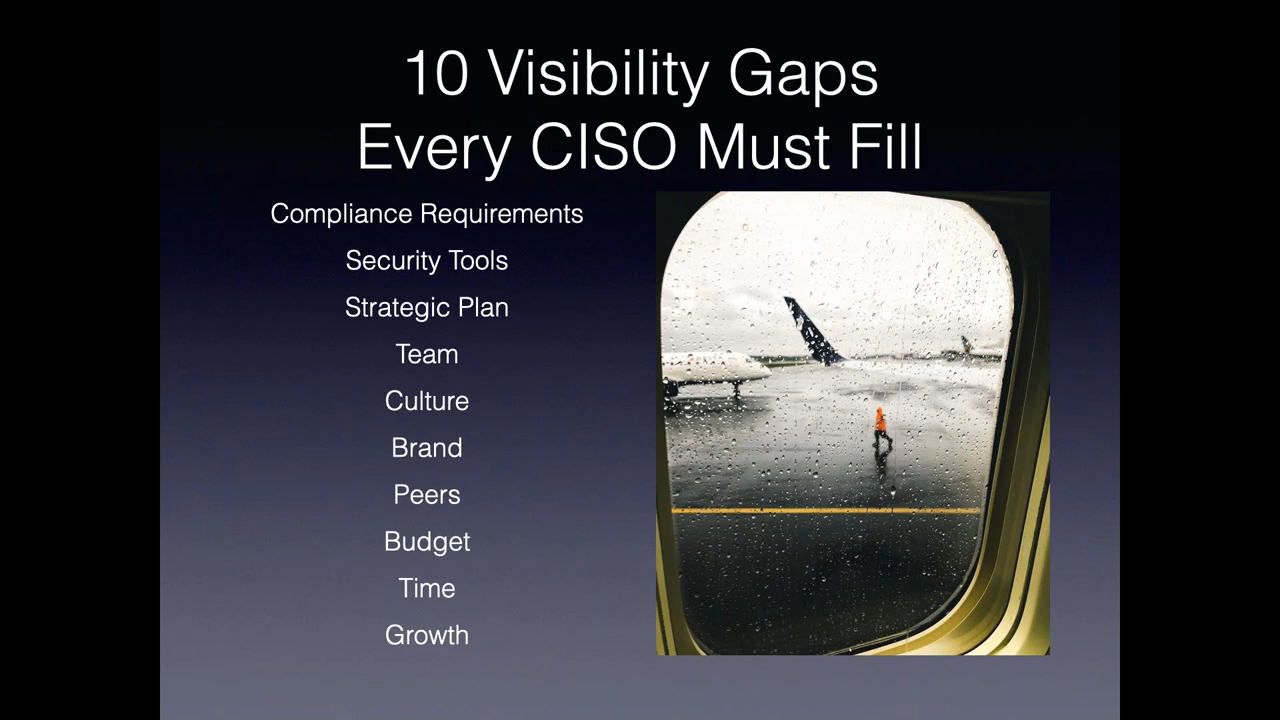 10 Visibility Gaps
Every CISO Must Fill
Compliance Requirements
Security Tools
Strategic Plan
Team
Culture
Brand
Peers
Budget
Time
Growth